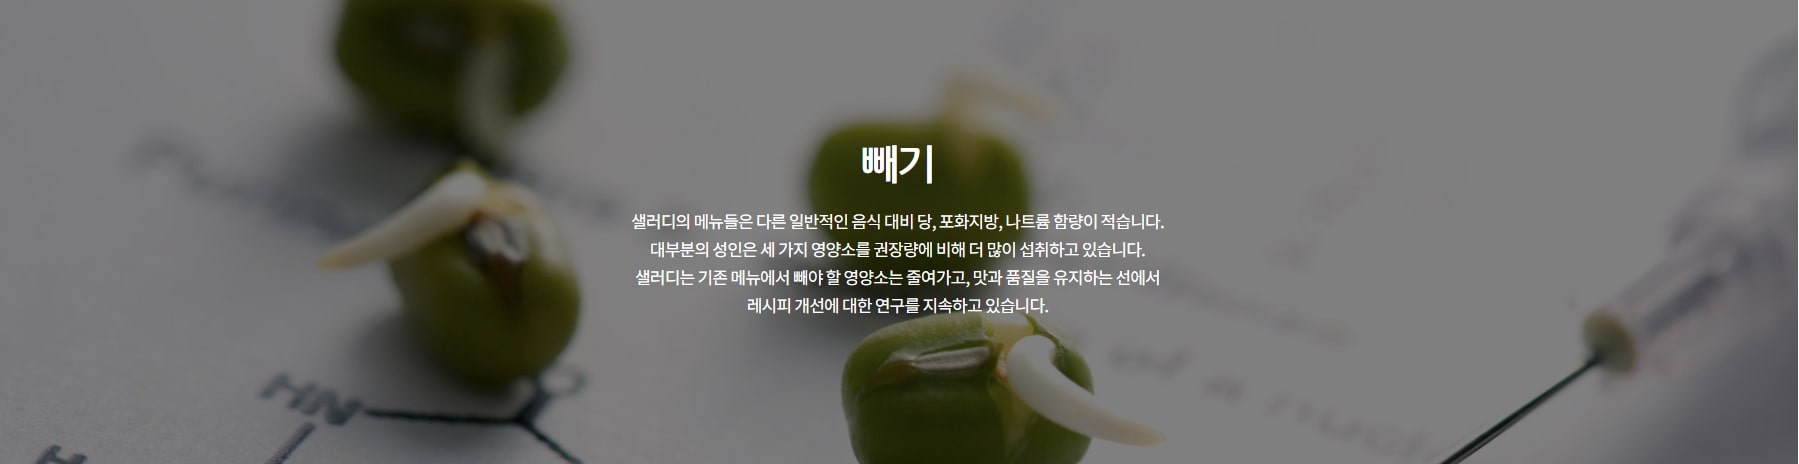 빼기
샐러디의 메뉴들은 다른 일반적인 음식 대비 당, 포화지방, 나트륨 함량이 적습니다.
대부분의 성인은 세 가지 영양소를 권장량에 비해 더 많이 섭취하고 있습니다.
샐러디는 기존 메뉴에서 빼야 할 영양소는 줄여가고, 맛과 품질을 유지하는 선에서
레시피 개선에 대한 연구를 지속하고 있습니다.
HN
H
of a